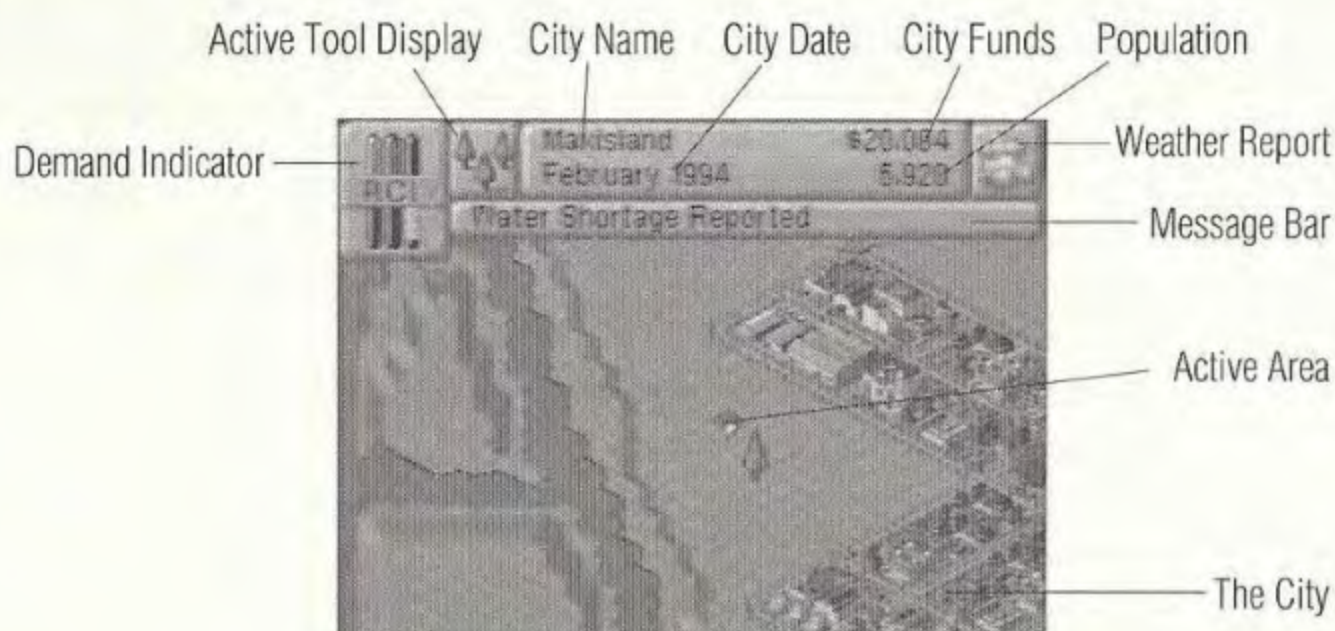 Active Tool Display City Name City Date City Funds Population
Demand Indicator
Weather Report
Message Bar
Active Area
The City
RCI
Makisland $20,084
February 1994 5,920
Water Shortage Reported